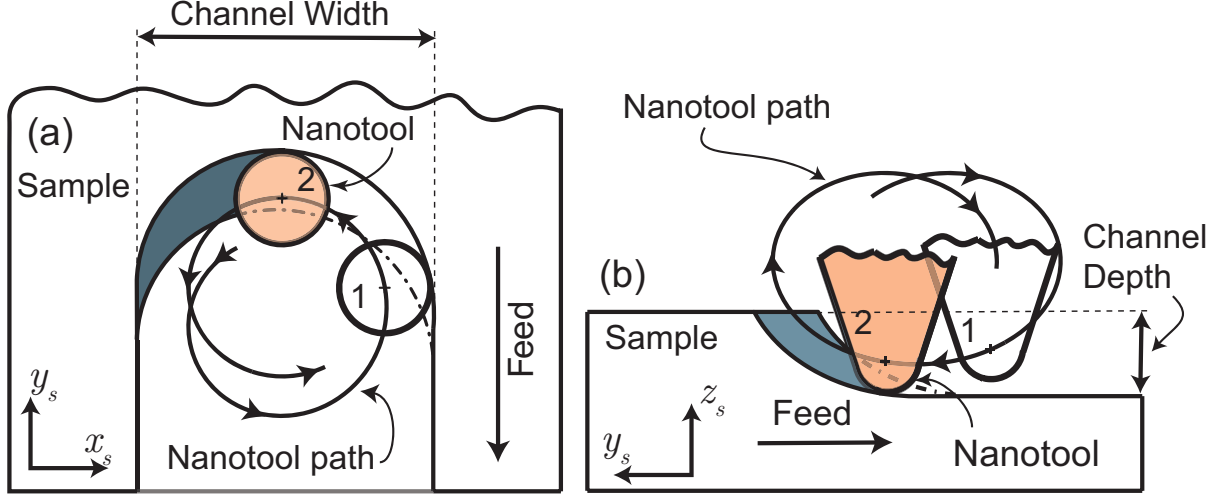 Channel Width
(a)
Nanotool
Sample
2
1
Feed
y_s
x_s
Nanotool path
Nanotool path
(b)
Channel
Depth
Sample
2
1
Feed
z_s
y_s
Nanotool